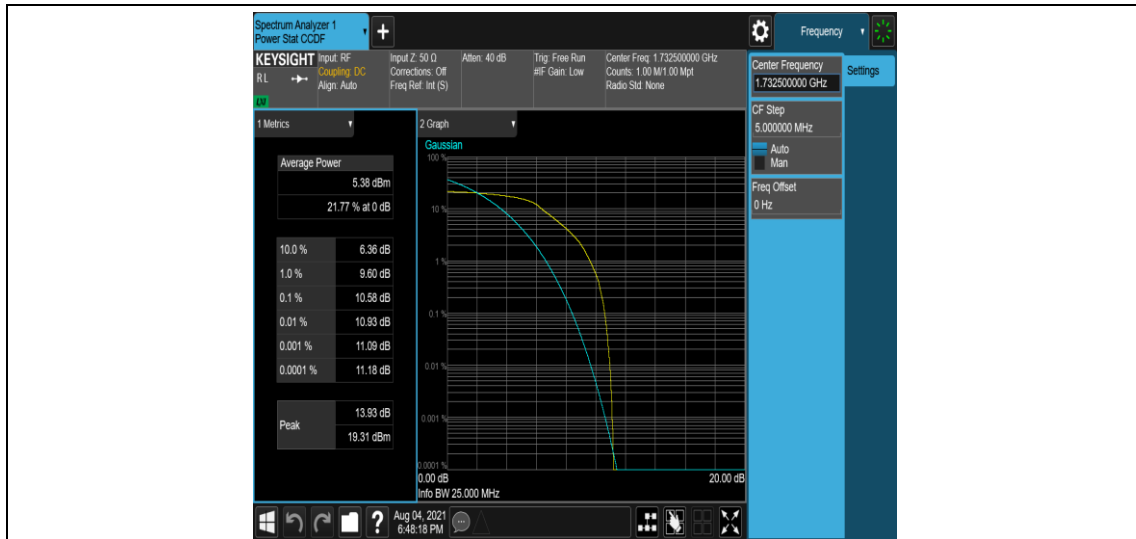 Spectrum Analyzer 1
Power Stat CCDF
+
Frequency
KEYSIGHT
RL
LXI
Input: RF
Coupling: DC
Align: Auto
Input Z: 50 Ω
Corrections: Off
Freq Ref: Int (S)
Atten: 40 dB
Trig: Free Run
#IF Gain: Low
Center Freq: 1.732500000 GHz
Counts: 1.00 M/1.00 Mpt
Radio Std: None
Center Frequency
1.732500000 GHz
Settings
CF Step
5.000000 MHz
Auto
Man
Freq Offset
0 Hz
1 Metrics
Average Power
5.38 dBm
21.77 % at 0 dB
10.0 % 6.36 dB
1.0 % 9.60 dB
0.1 % 10.58 dB
0.01 % 10.93 dB
0.001 % 11.09 dB
0.0001 % 11.18 dB
Peak
13.93 dB
19.31 dBm
2 Graph
Gaussian
100 %
10 %
1 %
0.1 %
0.01 %
0.001 %
0.0001 %
0.00 dB 20.00 dB
Info BW 25.000 MHz
?
Aug 04, 2021
6:48:18 PM